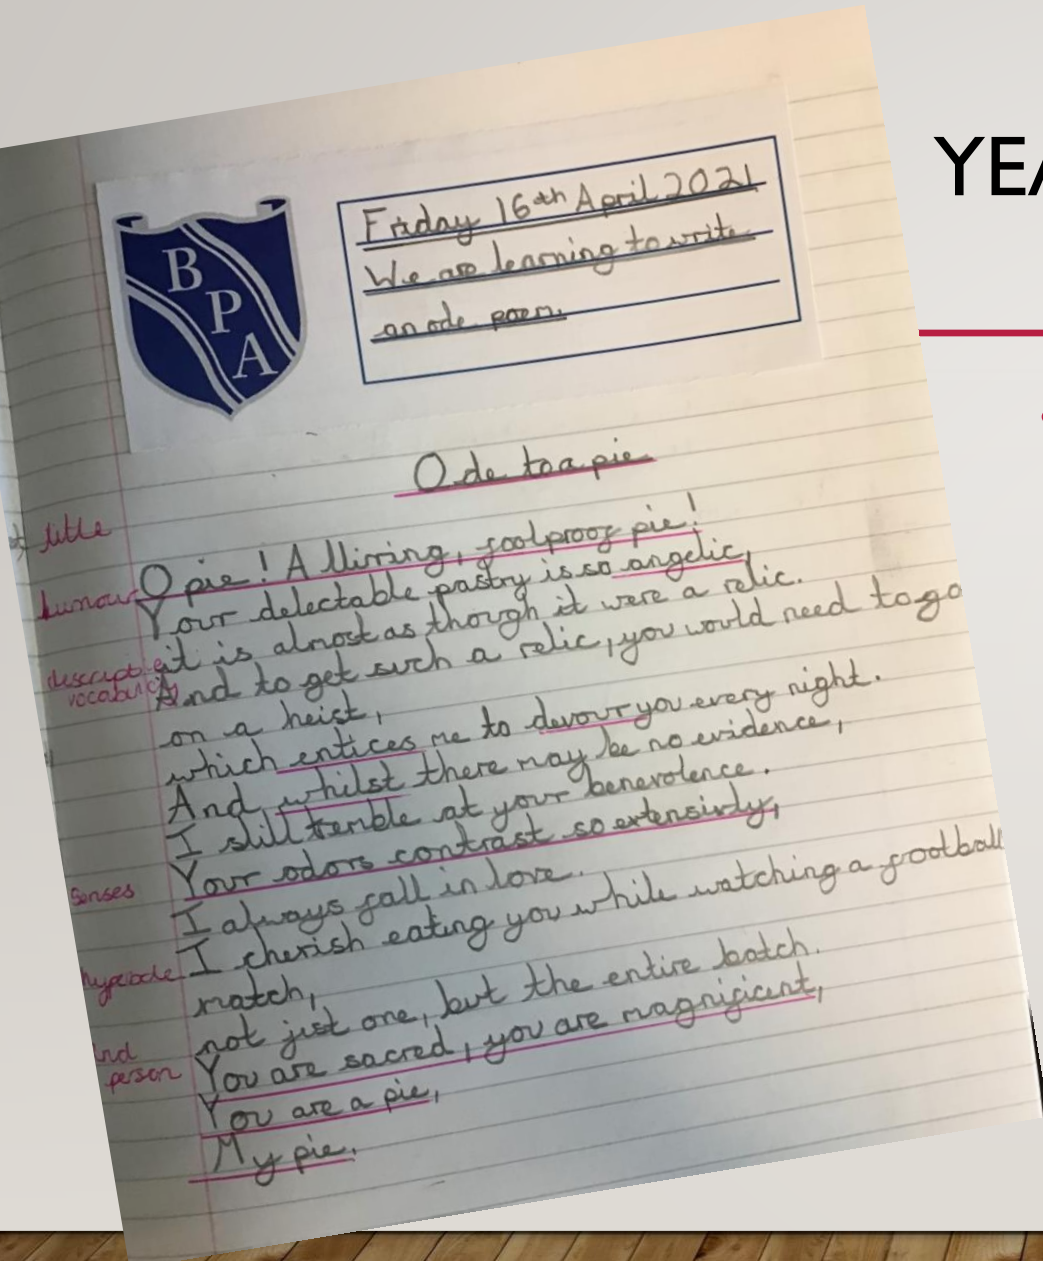 YEA
B
P
A
Friday 16th April 2021
We are learning to write
an ode poem.
Ode to a pie
title
O pie! Allirring, foolproof pie!
humour
Your delectable pastry is so angelic,
it is almost as though it were a relic.
descriptive
vocabulary
And to get such a relic, you would need to go
on a heist,
which entices me to devour you every night.
And whilst there may be no evidence,
I still tremble at your benevolence.
Your odors contrast so extensivly,
senses
I always fall in love.
I cherish eating you while watching a football
hyperbole
match,
not just one, but the entire batch.
2nd
person
You are sacred, you are magnificent,
You are a pie,
My pie.